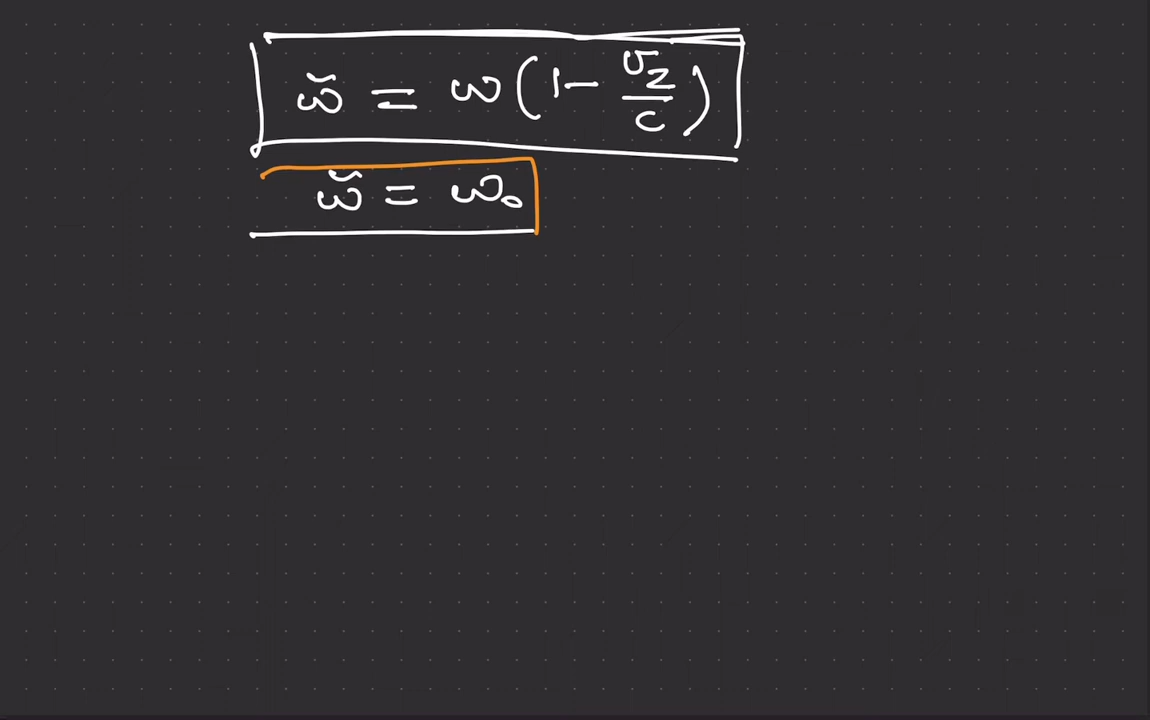 ω̃ = ω(1 - v_z/c)
ω̃ = ω₀